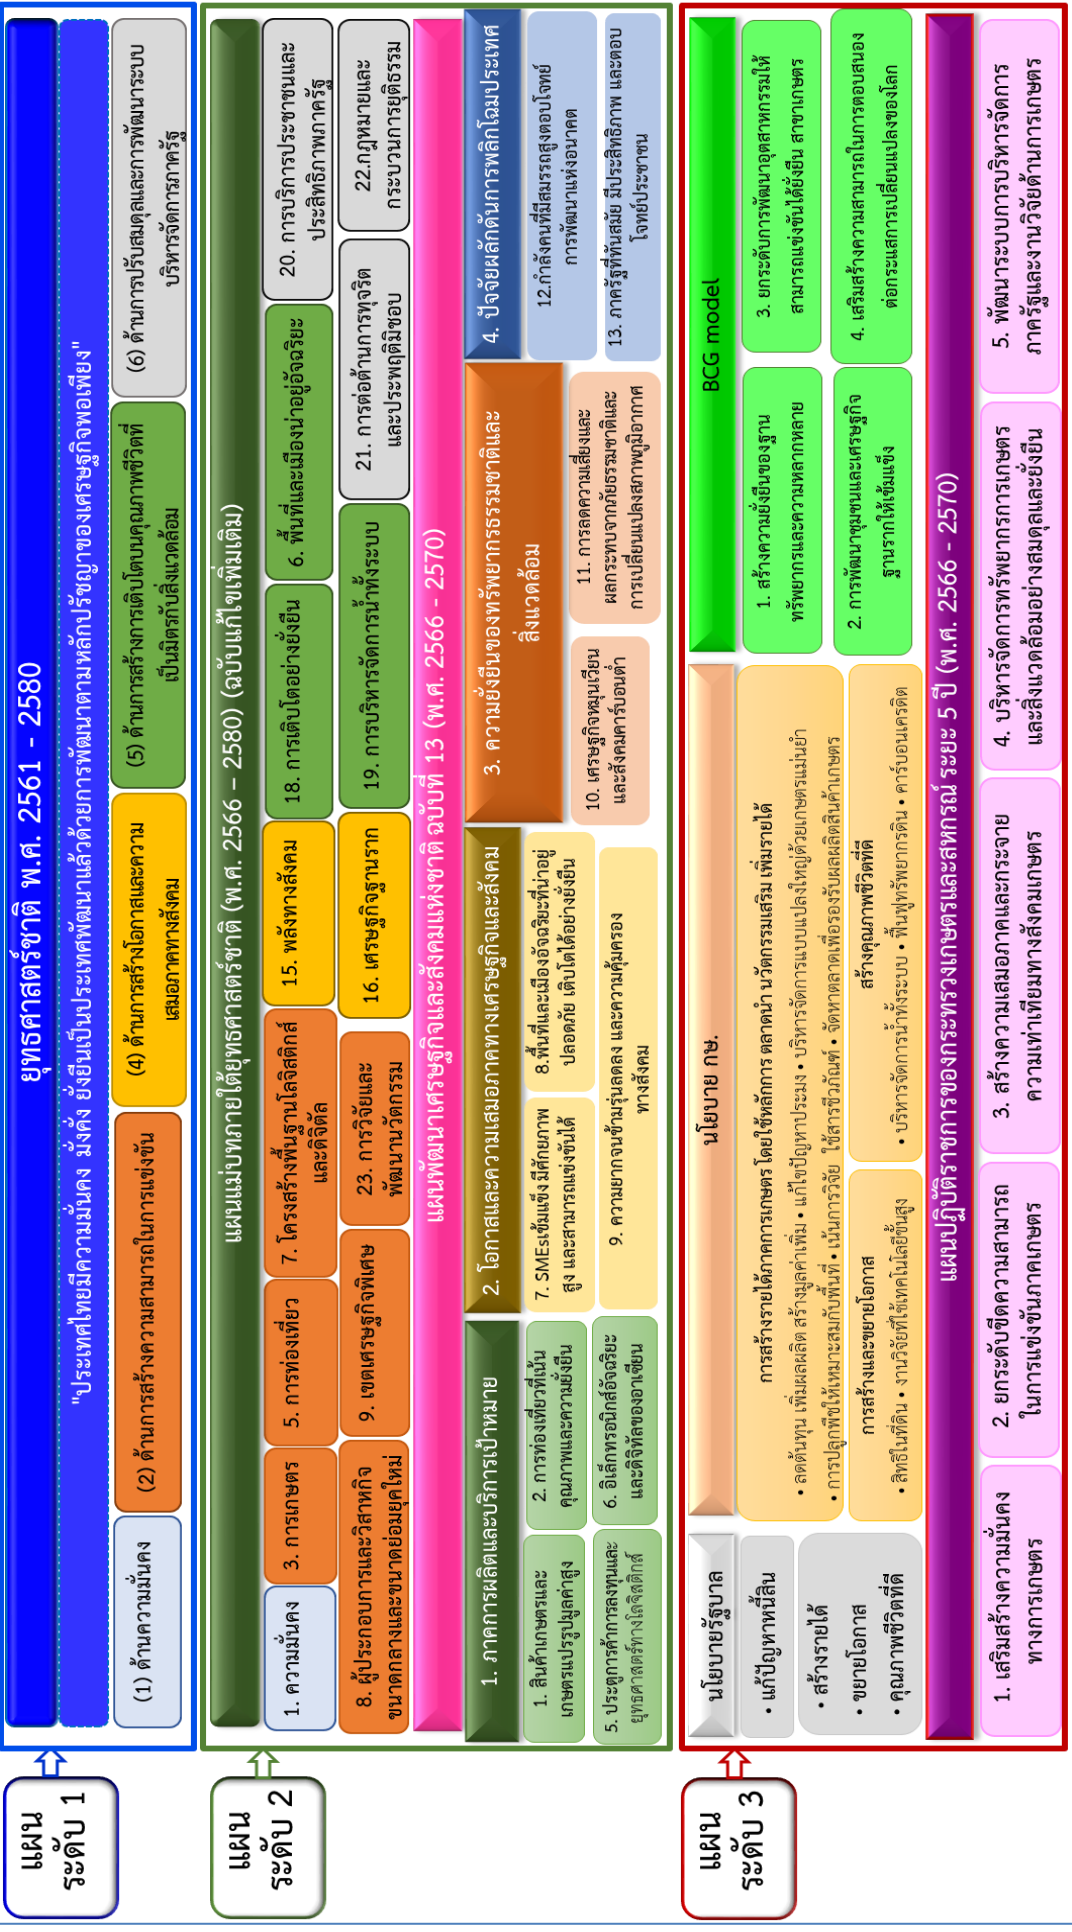 แผน
ระดับ 1
ยุทธศาสตร์ชาติ พ.ศ. 2561 - 2580
"ประเทศไทยมีความมั่นคง มั่งคั่ง ยั่งยืนเป็นประเทศพัฒนาแล้วด้วยการพัฒนาตามหลักปรัชญาของเศรษฐกิจพอเพียง"
(1) ด้านความมั่นคง
(2) ด้านการสร้างความสามารถในการแข่งขัน
(4) ด้านการสร้างโอกาสและความ
เสมอภาคทางสังคม
(5) ด้านการสร้างการเติบโตบนคุณภาพชีวิตที่
เป็นมิตรกับสิ่งแวดล้อม
(6) ด้านการปรับสมดุลและการพัฒนาระบบ
บริหารจัดการภาครัฐ
แผน
ระดับ 2
แผนแม่บทภายใต้ยุทธศาสตร์ชาติ (พ.ศ. 2566 – 2580) (ฉบับแก้ไขเพิ่มเติม)
1. ความมั่นคง
3. การเกษตร
5. การท่องเที่ยว
7. โครงสร้างพื้นฐานโลจิสติกส์
และดิจิตัล
15. พลังทางสังคม
18. การเติบโตอย่างยั่งยืน
6. พื้นที่และเมืองน่าอยู่อัจฉริยะ
20. การบริการประชาชนและ
ประสิทธิภาพภาครัฐ
8. ผู้ประกอบการและวิสาหกิจ
ขนาดกลางและขนาดย่อมยุคใหม่
9. เขตเศรษฐกิจพิเศษ
23. การวิจัยและ
พัฒนานวัตกรรม
16. เศรษฐกิจฐานราก
19. การบริหารจัดการน้ำทั้งระบบ
21. การต่อต้านการทุจริต
และประพฤติมิชอบ
22.กฎหมายและ
กระบวนการยุติธรรม
แผนพัฒนาเศรษฐกิจและสังคมแห่งชาติ ฉบับที่ 13 (พ.ศ. 2566 - 2570)
1. ภาคการผลิตและบริการเป้าหมาย
1. สินค้าเกษตรและ
เกษตรแปรรูปมูลค่าสูง
2. การท่องเที่ยวที่เน้น
คุณภาพและความยั่งยืน
5. ประตูการค้าการลงทุนและ
ยุทธศาสตร์ทางโลจิสติกส์
6. อิเล็กทรอนิกส์อัจฉริยะ
และดิจิทัลของอาเซียน
2. โอกาสและความเสมอภาคทางเศรษฐกิจและสังคม
7. SMEsเข้มแข็ง มีศักยภาพ
สูง และสามารถแข่งขันได้
8.พื้นที่และเมืองอัจฉริยะที่น่าอยู่
ปลอดภัย เติบโตได้อย่างยั่งยืน
9. ความยากจนข้ามรุ่นลดลง และความคุ้มครอง
ทางสังคม
3. ความยั่งยืนของทรัพยากรธรรมชาติและ
สิ่งแวดล้อม
10. เศรษฐกิจหมุนเวียน
และสังคมคาร์บอนต่ำ
11. การลดความเสี่ยงและ
ผลกระทบจากภัยธรรมชาติและ
การเปลี่ยนแปลงสภาพภูมิอากาศ
4. ปัจจัยผลักดันการพลิกโฉมประเทศ
12.กำลังคนที่มีสมรรถสูงตอบโจทย์
การพัฒนาแห่งอนาคต
13. ภาครัฐที่ทันสมัย มีประสิทธิภาพ และตอบ
โจทย์ประชาชน
แผน
ระดับ 3
นโยบายรัฐบาล
• แก้ปัญหาหนี้สิน
• สร้างรายได้
• ขยายโอกาส
• คุณภาพชีวิตที่ดี
นโยบาย กษ.
การสร้างรายได้ภาคการเกษตร โดยใช้หลักการ ตลาดนำ นวัตกรรมเสริม เพิ่มรายได้
• ลดต้นทุน เพิ่มผลผลิต สร้างมูลค่าเพิ่ม • แก้ไขปัญหาประมง • บริหารจัดการแบบแปลงใหญ่ด้วยเกษตรแม่นยำ
• การปลูกพืชให้เหมาะสมกับพื้นที่ • เน้นการวิจัย ใช้สารชีวภัณฑ์ • จัดหาตลาดเพื่อรองรับผลผลิตสินค้าเกษตร
การสร้างและขยายโอกาส
• สิทธิในที่ดิน • งานวิจัยที่ใช้เทคโนโลยีขั้นสูง
สร้างคุณภาพชีวิตที่ดี
• บริหารจัดการน้ำทั้งระบบ • ฟื้นฟูทรัพยากรดิน • คาร์บอนเครดิต
BCG model
1. สร้างความยั่งยืนของฐาน
ทรัพยากรและความหลากหลาย
3. ยกระดับการพัฒนาอุตสาหกรรมให้
สามารถแข่งขันได้ยั่งยืน สาขาเกษตร
2. การพัฒนาชุมชนและเศรษฐกิจ
ฐานรากให้เข้มแข็ง
4. เสริมสร้างความสามารถในการตอบสนอง
ต่อกระแสการเปลี่ยนแปลงของโลก
แผนปฏิบัติราชการของกระทรวงเกษตรและสหกรณ์ ระยะ 5 ปี (พ.ศ. 2566 - 2570)
1. เสริมสร้างความมั่นคง
ทางการเกษตร
2. ยกระดับขีดความสามารถ
ในการแข่งขันภาคเกษตร
3. สร้างความเสมอภาคและกระจาย
ความเท่าเทียมทางสังคมเกษตร
4. บริหารจัดการทรัพยากรการเกษตร
และสิ่งแวดล้อมอย่างสมดุลและยั่งยืน
5. พัฒนาระบบการบริหารจัดการ
ภาครัฐและงานวิจัยด้านการเกษตร